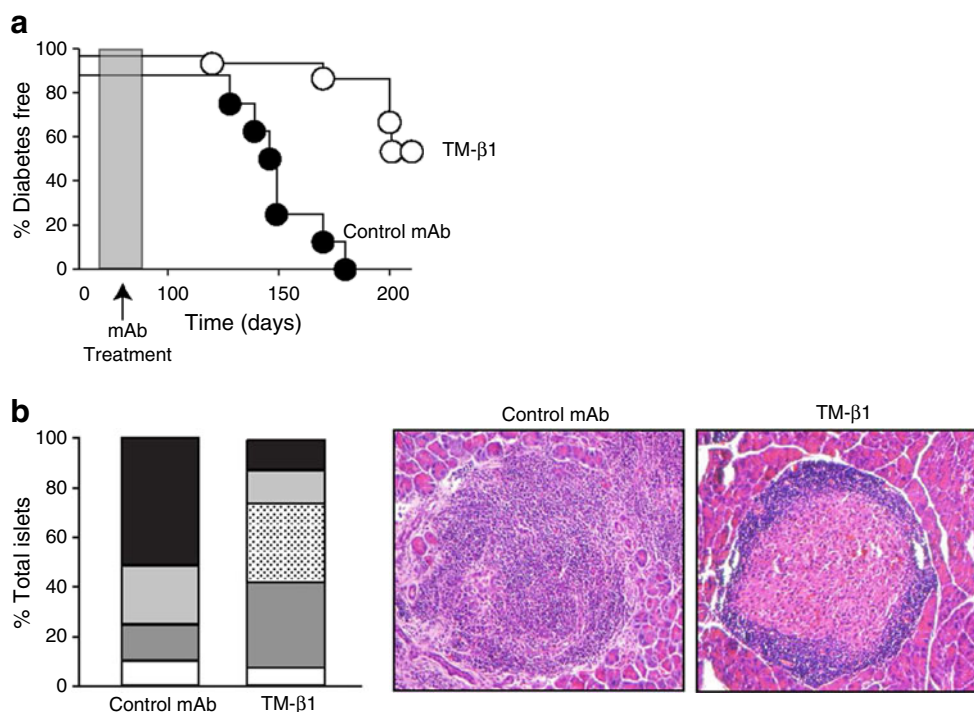 a
100
80
60
40
20
0
% Diabetes free
TM-β1
Control mAb
0 100 150 200
Time (days)
mAb
Treatment
b
100
80
60
40
20
0
% Total islets
Control mAb TM-β1
Control mAb TM-β1